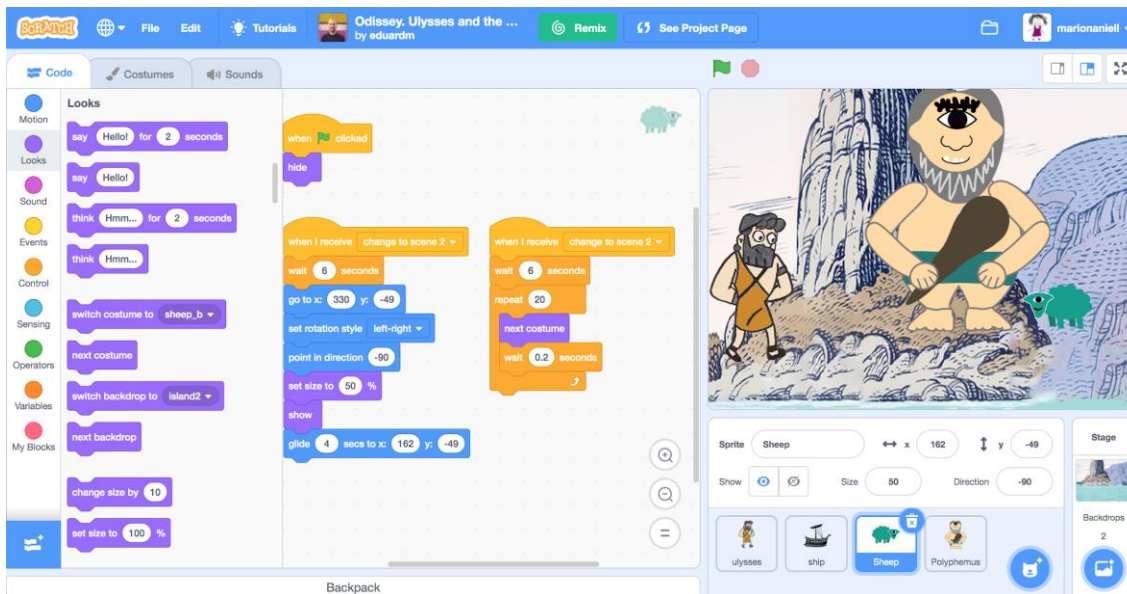 SCRATCH
File Edit Tutorials
Odissey. Ulysses and the ...
by eduardm
Remix See Project Page
marionaniell
Code Costumes Sounds
Motion
Looks
Sound
Events
Control
Sensing
Operators
Variables
My Blocks
Looks
say Hello! for 2 seconds
say Hello!
think Hmm... for 2 seconds
think Hmm...
switch costume to sheep_b
next costume
switch backdrop to island2
next backdrop
change size by 10
set size to 100 %
when clicked
hide
when I receive change to scene 2
wait 6 seconds
go to x: 330 y: -49
set rotation style left-right
point in direction -90
set size to 50 %
show
glide 4 secs to x: 162 y: -49
when I receive change to scene 2
wait 6 seconds
repeat 20
next costume
wait 0.2 seconds
Backpack
Sprite Sheep x 162 y -49
Show Size 50 Direction -90
ulysses ship Sheep Polyphemus
Stage
Backdrops
2